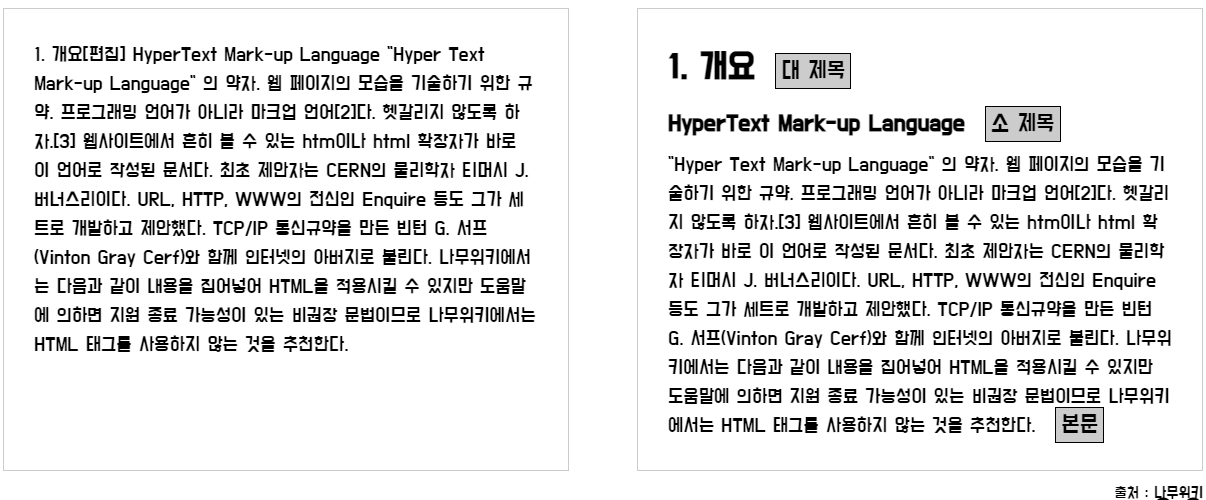 1. 개요[편집] HyperText Mark-up Language "Hyper Text
Mark-up Language" 의 약자. 웹 페이지의 모습을 기술하기 위한 규
약. 프로그래밍 언어가 아니라 마크업 언어[2]다. 헷갈리지 않도록 하
자.[3] 웹사이트에서 흔히 볼 수 있는 htm이나 html 확장자가 바로
이 언어로 작성된 문서다. 최초 제안자는 CERN의 물리학자 티머시 J.
버너스리이다. URL, HTTP, WWW의 전신인 Enquire 등도 그가 세
트로 개발하고 제안했다. TCP/IP 통신규약을 만든 빈턴 G. 서프
(Vinton Gray Cerf)와 함께 인터넷의 아버지로 불린다. 나무위키에서
는 다음과 같이 내용을 집어넣어 HTML을 적용시킬 수 있지만 도움말
에 의하면 지원 종료 가능성이 있는 비권장 문법이므로 나무위키에서는
HTML 태그를 사용하지 않는 것을 추천한다.
1. 개요 대 제목
HyperText Mark-up Language 소 제목
"Hyper Text Mark-up Language" 의 약자. 웹 페이지의 모습을 기
술하기 위한 규약. 프로그래밍 언어가 아니라 마크업 언어[2]다. 헷갈리
지 않도록 하자.[3] 웹사이트에서 흔히 볼 수 있는 htm이나 html 확
장자가 바로 이 언어로 작성된 문서다. 최초 제안자는 CERN의 물리학
자 티머시 J. 버너스리이다. URL, HTTP, WWW의 전신인 Enquire
등도 그가 세트로 개발하고 제안했다. TCP/IP 통신규약을 만든 빈턴
G. 서프(Vinton Gray Cerf)와 함께 인터넷의 아버지로 불린다. 나무위
키에서는 다음과 같이 내용을 집어넣어 HTML을 적용시킬 수 있지만
도움말에 의하면 지원 종료 가능성이 있는 비권장 문법이므로 나무위키
에서는 HTML 태그를 사용하지 않는 것을 추천한다. 본문
출처 : 나무위키